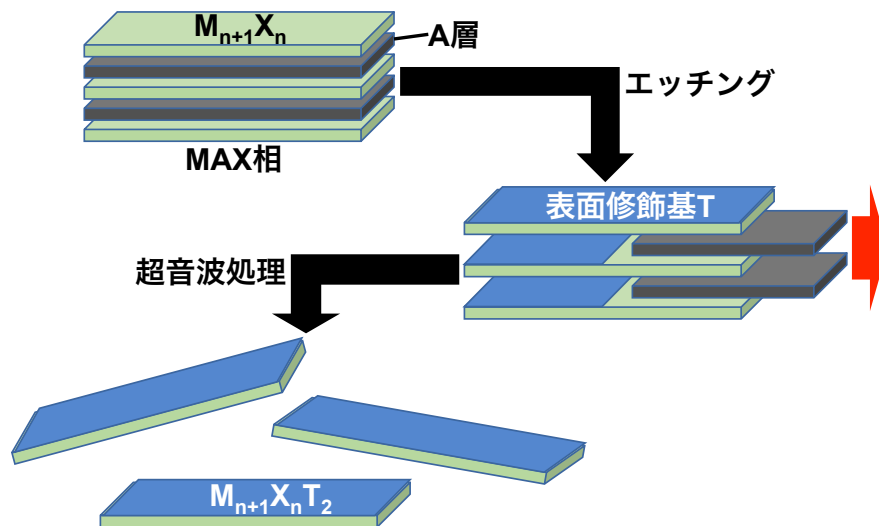 Mn+1Xn
A層
エッチング
MAX相
表面修飾基T
超音波処理
Mn+1XnT2